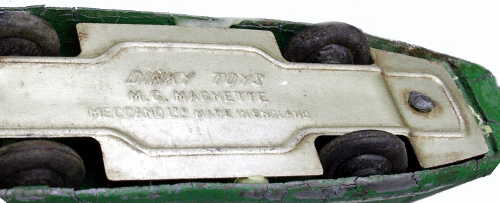 DINKY TOYS
M.G. MAGNETTE
MECCANO LTD MADE IN ENGLAND